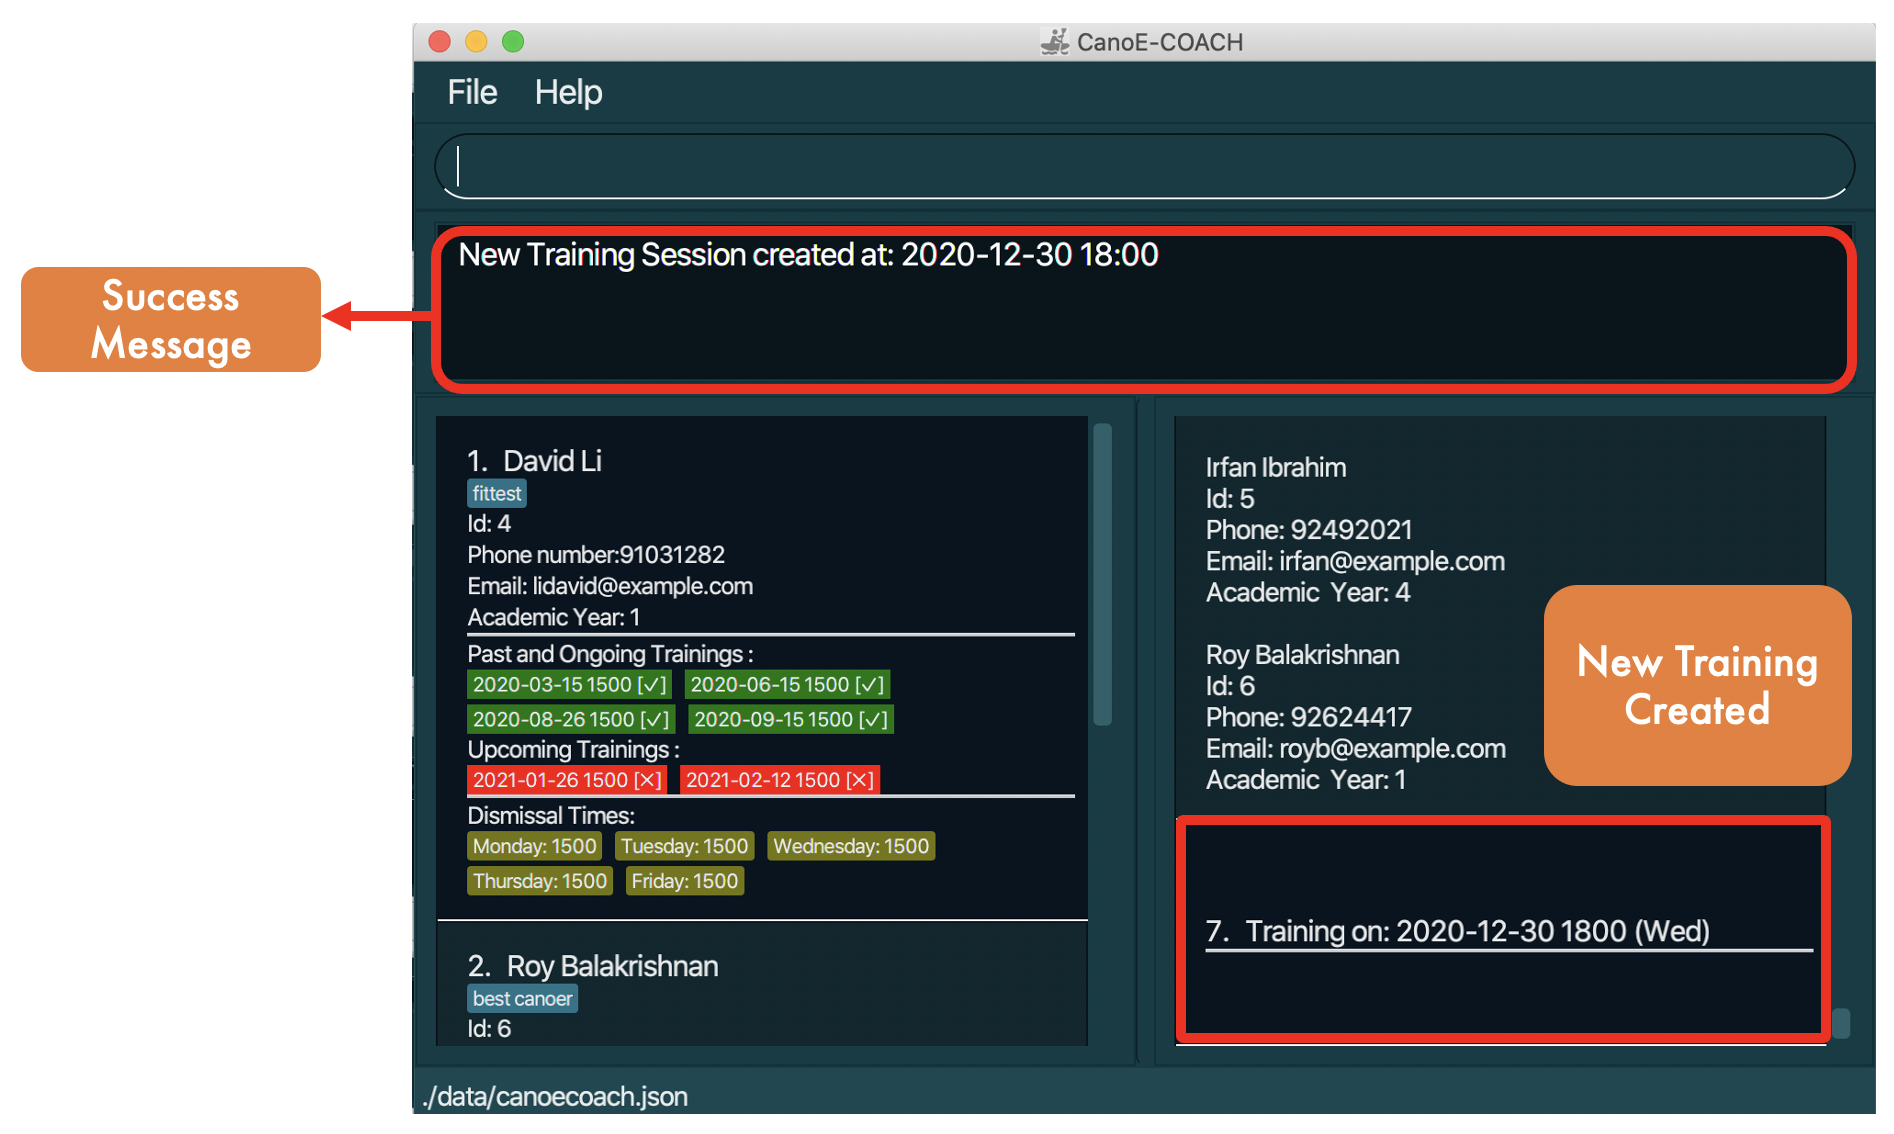 CanoE-COACH
File Help
New Training Session created at: 2020-12-30 18:00
Success
Message
1. David Li
fittest
Id: 4
Phone number:91031282
Email: lidavid@example.com
Academic Year: 1
Past and Ongoing Trainings :
2020-03-15 1500 [✓] 2020-06-15 1500 [✓]
2020-08-26 1500 [✓] 2020-09-15 1500 [✓]
Upcoming Trainings :
2021-01-26 1500 [✕] 2021-02-12 1500 [✕]
Dismissal Times:
Monday: 1500 Tuesday: 1500 Wednesday: 1500
Thursday: 1500 Friday: 1500
2. Roy Balakrishnan
best canoer
Id: 6
Irfan Ibrahim
Id: 5
Phone: 92492021
Email: irfan@example.com
Academic Year: 4
Roy Balakrishnan
Id: 6
Phone: 92624417
Email: royb@example.com
Academic Year: 1
New Training
Created
7. Training on: 2020-12-30 1800 (Wed)
./data/canoecoach.json